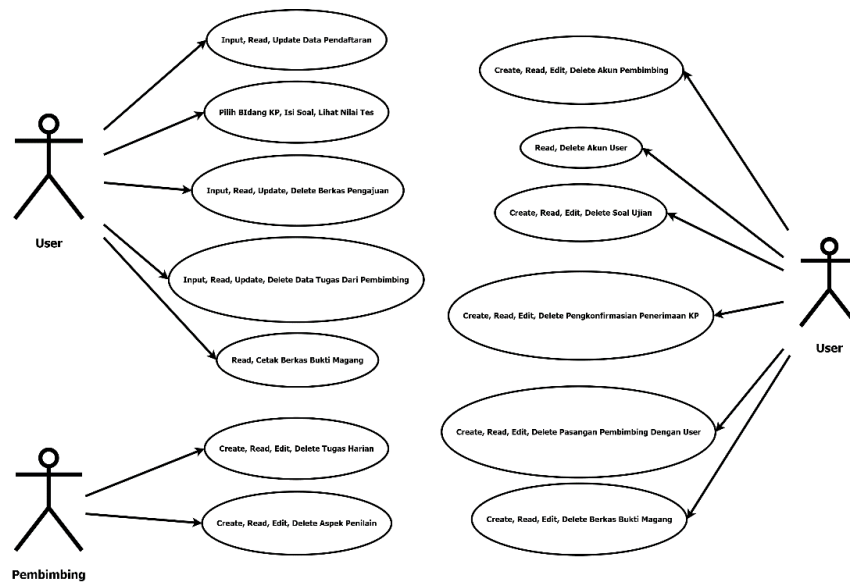 Input, Read, Update Data Pendaftaran
Pilih BIdang KP, Isi Soal, Lihat Nilai Tes
Input, Read, Update, Delete Berkas Pengajuan
User
Input, Read, Update, Delete Data Tugas Dari Pembimbing
Read, Cetak Berkas Bukti Magang
Create, Read, Edit, Delete Tugas Harian
Create, Read, Edit, Delete Aspek Penilain
Pembimbing
Create, Read, Edit, Delete Akun Pembimbing
Read, Delete Akun User
Create, Read, Edit, Delete Soal Ujian
Create, Read, Edit, Delete Pengkonfirmasian Penerimaan KP
User
Create, Read, Edit, Delete Pasangan Pembimbing Dengan User
Create, Read, Edit, Delete Berkas Bukti Magang